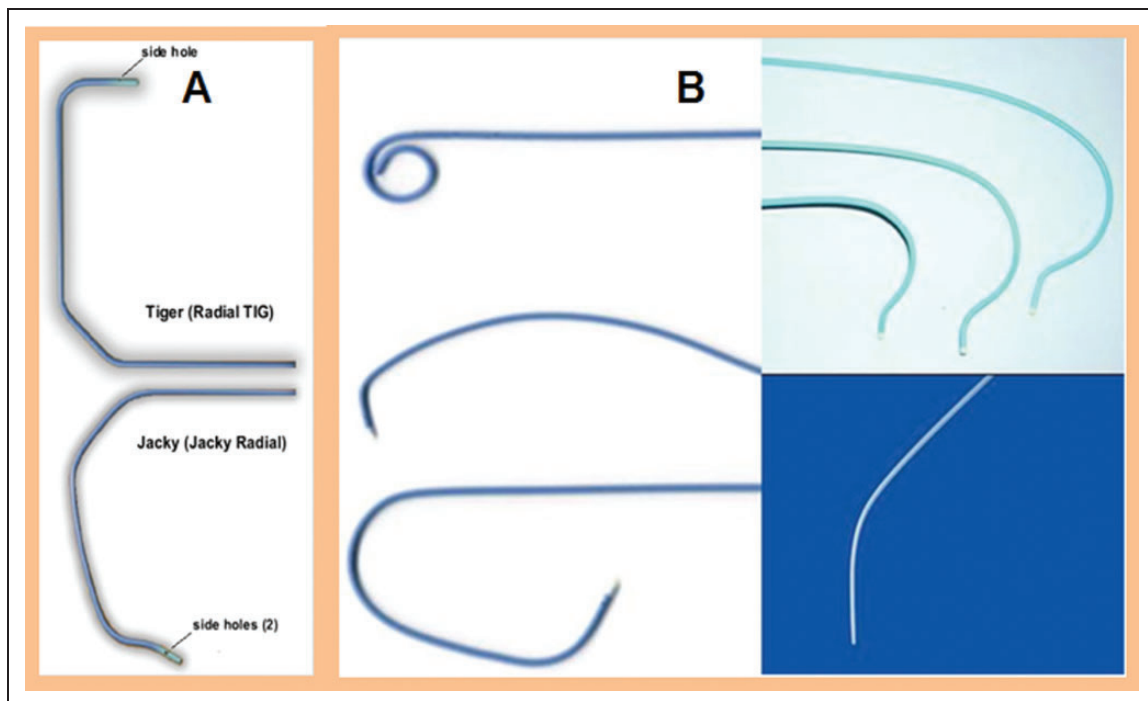 side hole
A
B
Tiger (Radial TIG)
Jacky (Jacky Radial)
side holes (2)